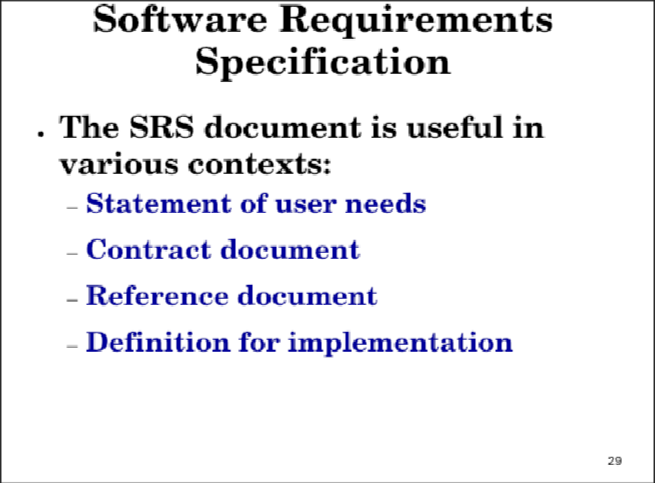 Software Requirements
Specification
. The SRS document is useful in
various contexts:
– Statement of user needs
– Contract document
– Reference document
– Definition for implementation
29